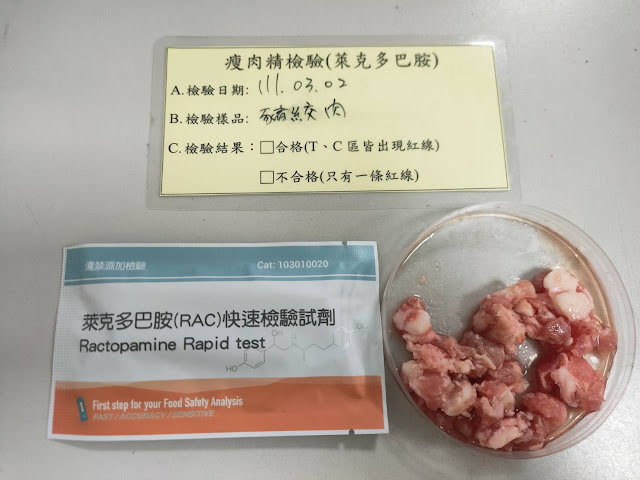 瘦肉精檢驗(萊克多巴胺)
A.檢驗日期: 111.03.02
B.檢驗樣品: 豬絞肉
C.檢驗結果:□合格(T、C區皆出現紅線)
□不合格(只有一條紅線)
違禁添加檢驗
Cat: 103010020
萊克多巴胺(RAC)快速檢驗試劑
Ractopamine Rapid test
HO
OH
First step for your Food Safety Analysis
FAST / ACCURACY / SENSITIVE